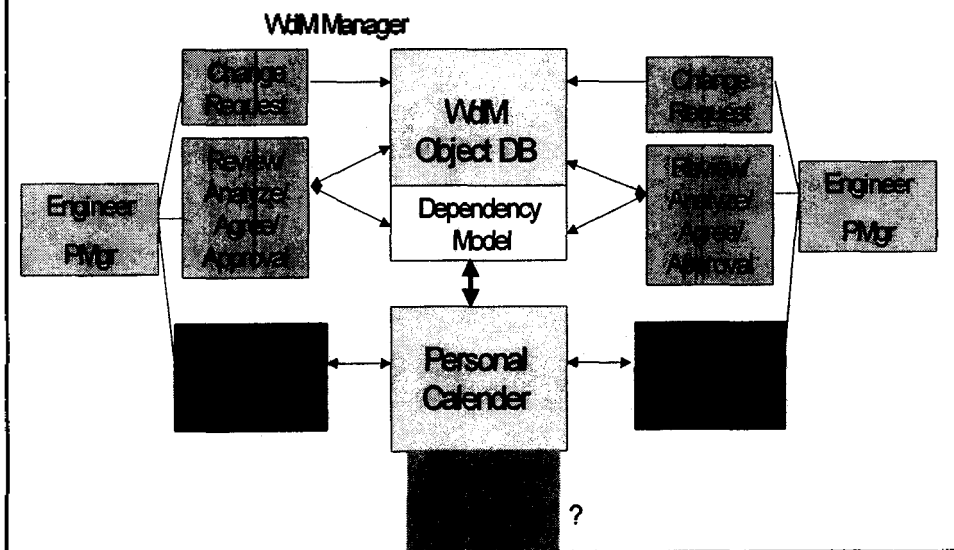 WdM Manager
Change
Request
WdM
Object DB
Change
Request
Review/
Analyze/
Agree/
Approval
Review/
Analyze/
Agree/
Approval
Engineer
PMgr
Dependency
Model
Engineer
PMgr
Personal
Calender
?